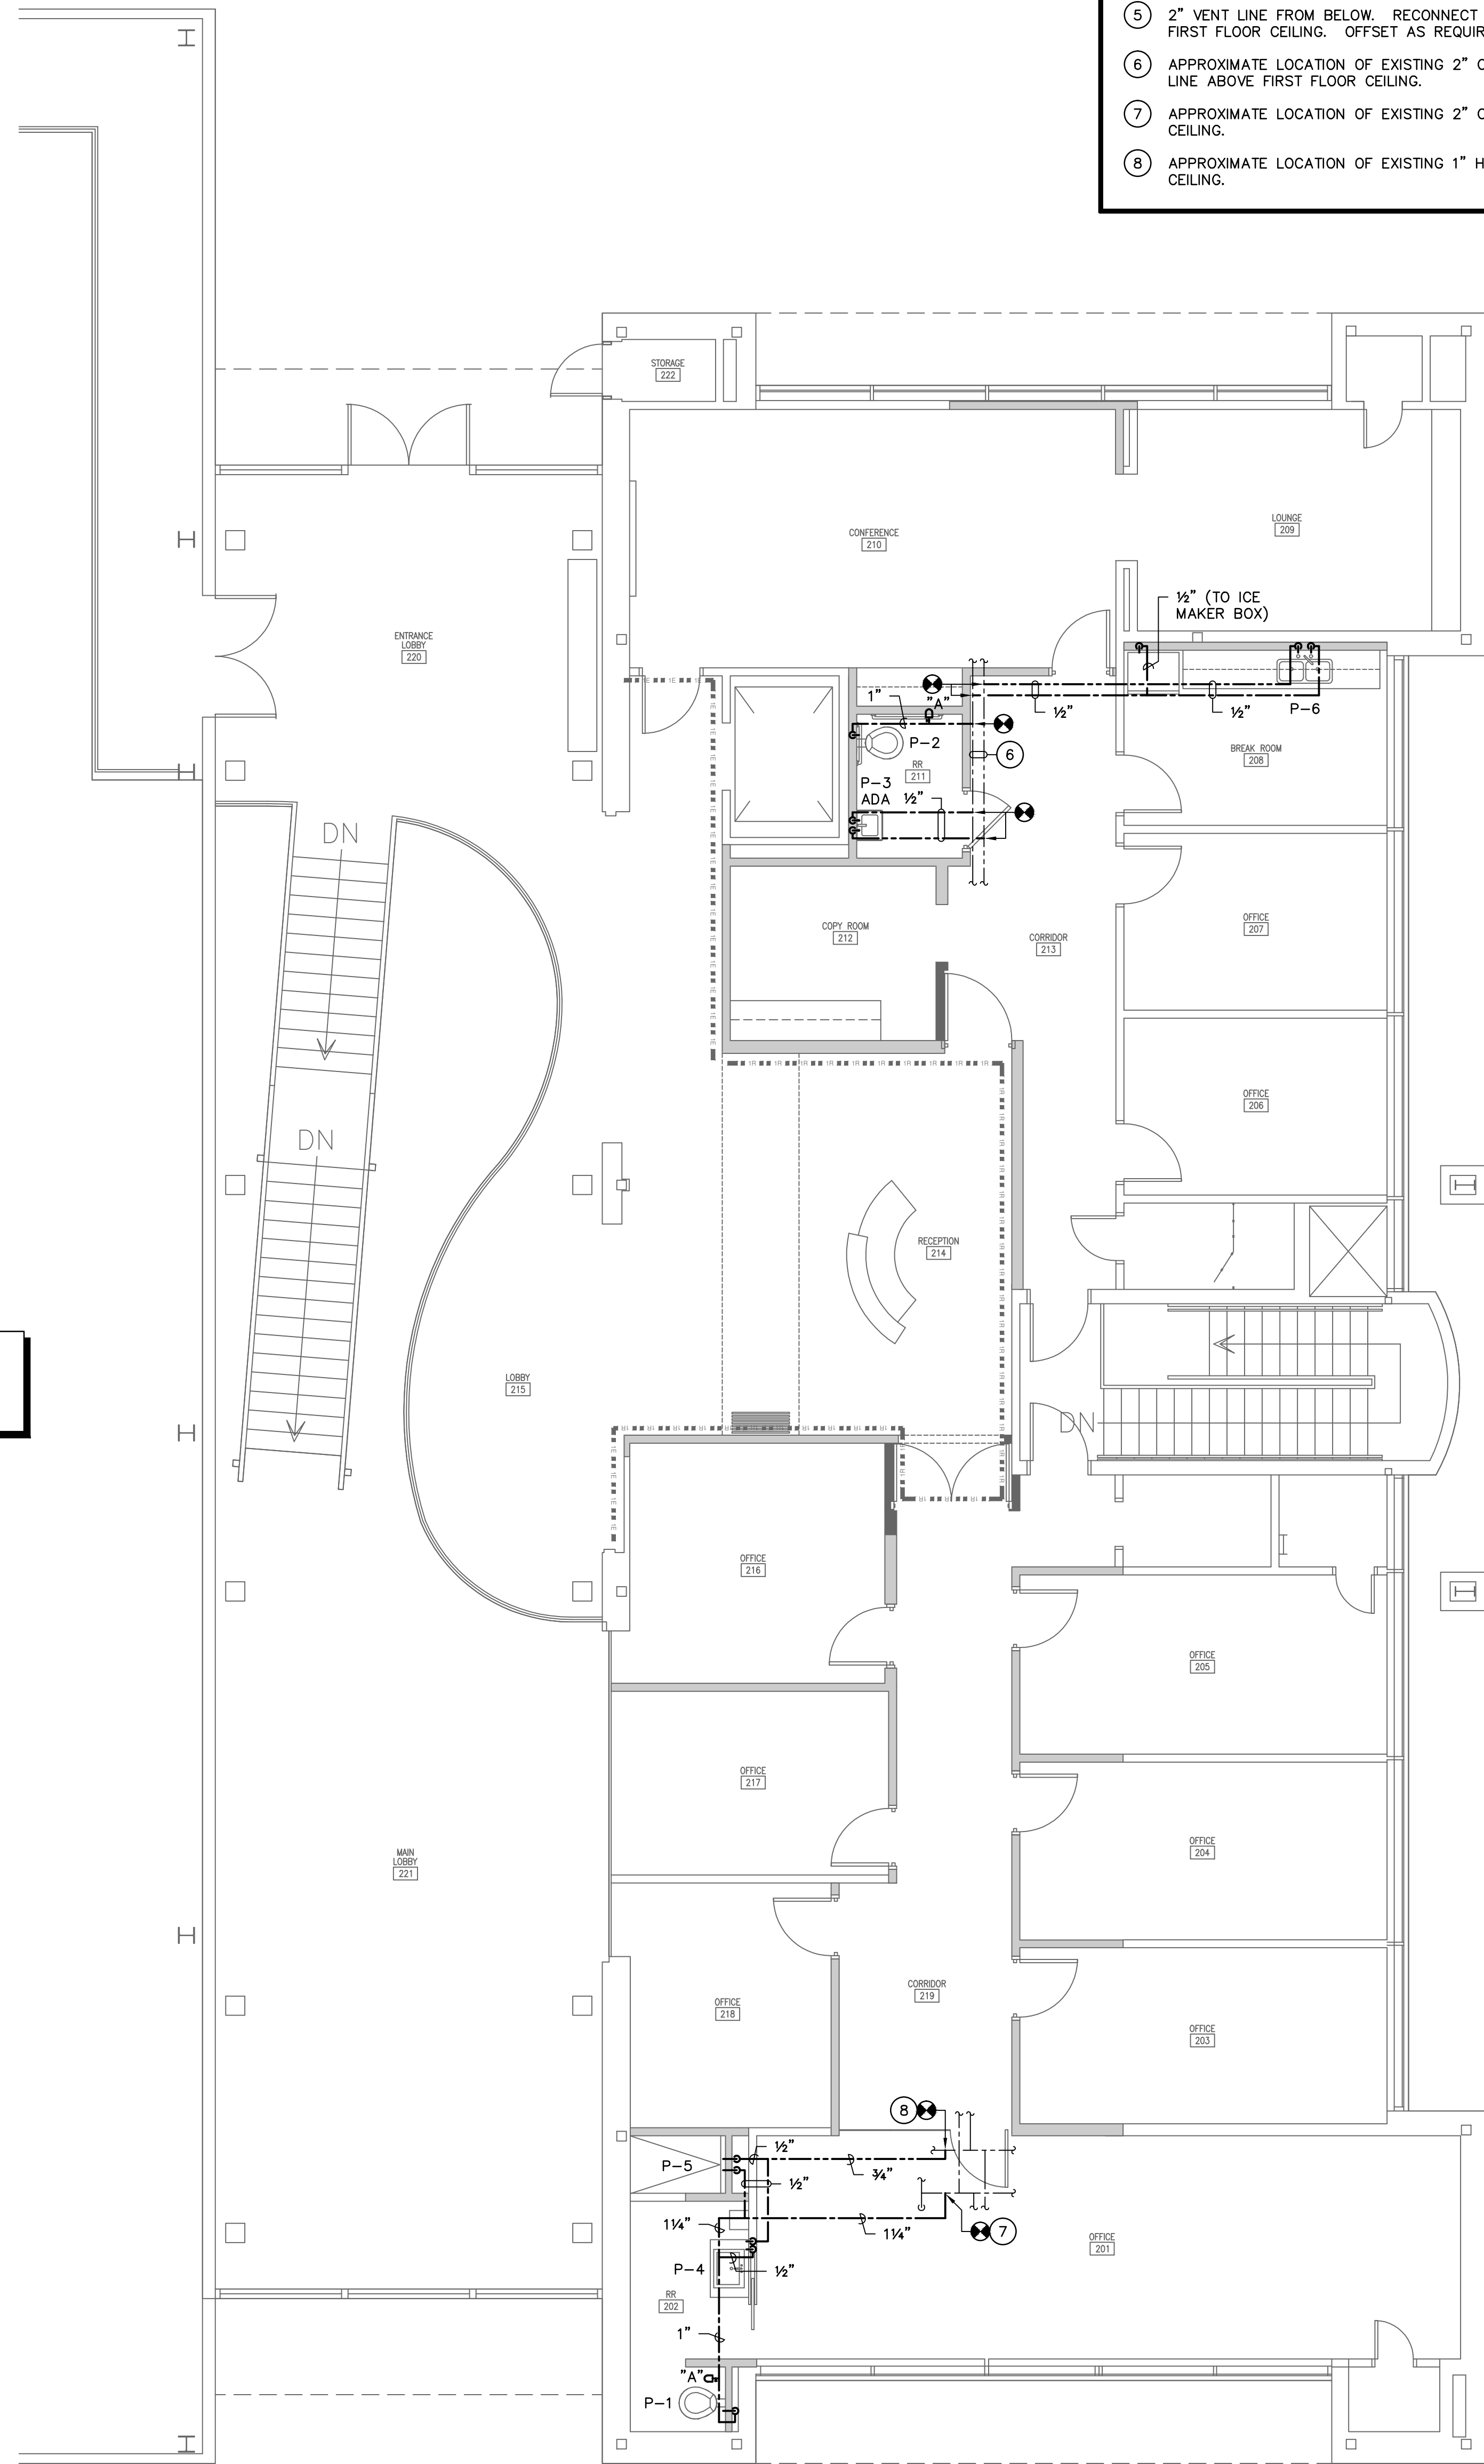 5 2” VENT LINE FROM BELOW. RECONNECT
FIRST FLOOR CEILING. OFFSET AS REQUIR
6 APPROXIMATE LOCATION OF EXISTING 2”
LINE ABOVE FIRST FLOOR CEILING.
7 APPROXIMATE LOCATION OF EXISTING 2”
CEILING.
8 APPROXIMATE LOCATION OF EXISTING 1” H
CEILING.
STORAGE
222
CONFERENCE
210
LOUNGE
209
½” (TO ICE
MAKER BOX)
ENTRANCE
LOBBY
220
1”
"A"
½”
½”
P-6
P-2
6
BREAK ROOM
208
RR
211
P-3
ADA
½”
DN
COPY ROOM
212
CORRIDOR
213
OFFICE
207
OFFICE
206
DN
RECEPTION
214
LOBBY
215
DN
OFFICE
216
OFFICE
205
OFFICE
217
OFFICE
204
MAIN
LOBBY
221
CORRIDOR
219
OFFICE
218
OFFICE
203
8
½”
P-5
¾”
½”
1¼”
1¼”
7
OFFICE
201
P-4
½”
RR
202
1”
"A"
P-1